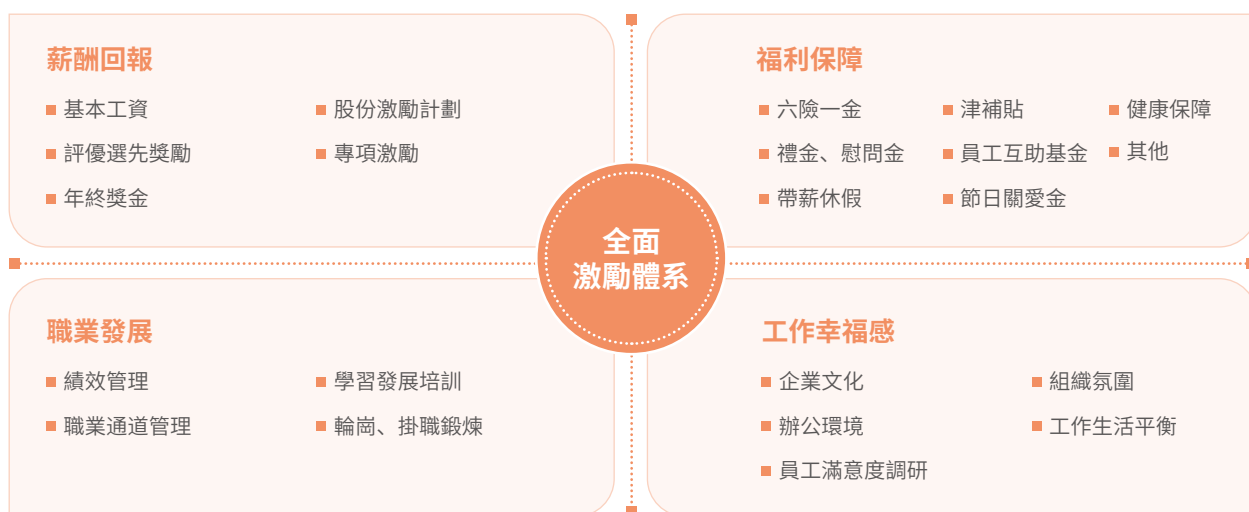 薪酬回報
基本工資
股份激勵計劃
評優選先獎勵
專項激勵
年終獎金
福利保障
六險一金
津補貼
健康保障
禮金、慰問金
員工互助基金
其他
帶薪休假
節日關愛金
全面
激勵體系
職業發展
績效管理
學習發展培訓
職業通道管理
輪崗、掛職鍛煉
工作幸福感
企業文化
組織氛圍
辦公環境
工作生活平衡
員工滿意度調研